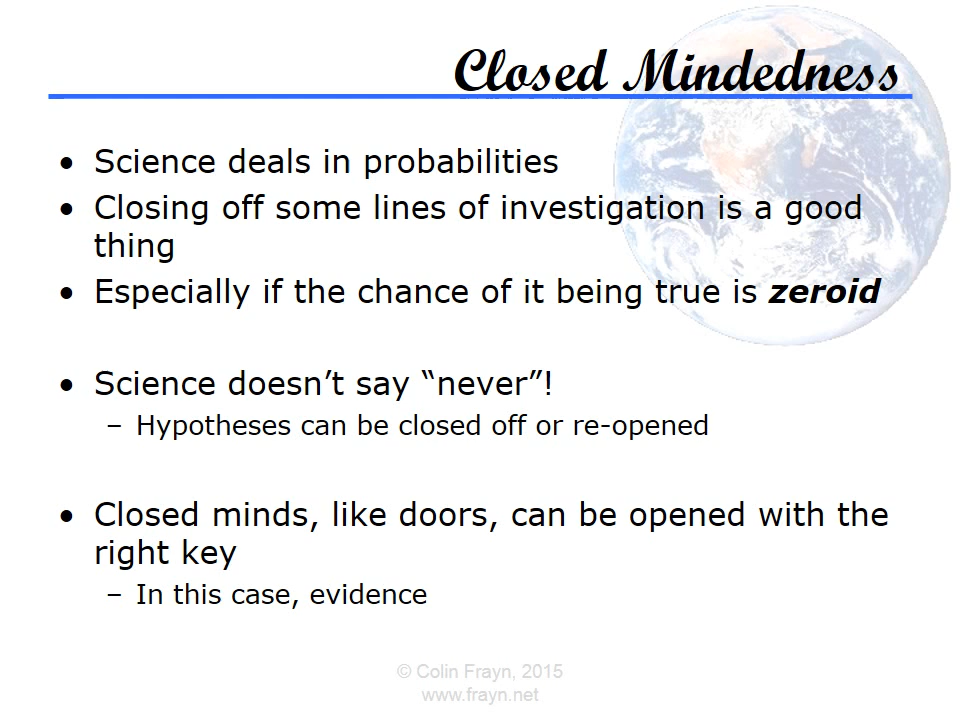 Closed Mindedness
• Science deals in probabilities
• Closing off some lines of investigation is a good
thing
• Especially if the chance of it being true is zeroid
• Science doesn’t say “never”!
– Hypotheses can be closed off or re-opened
• Closed minds, like doors, can be opened with the
right key
– In this case, evidence
© Colin Frayn, 2015
www.frayn.net